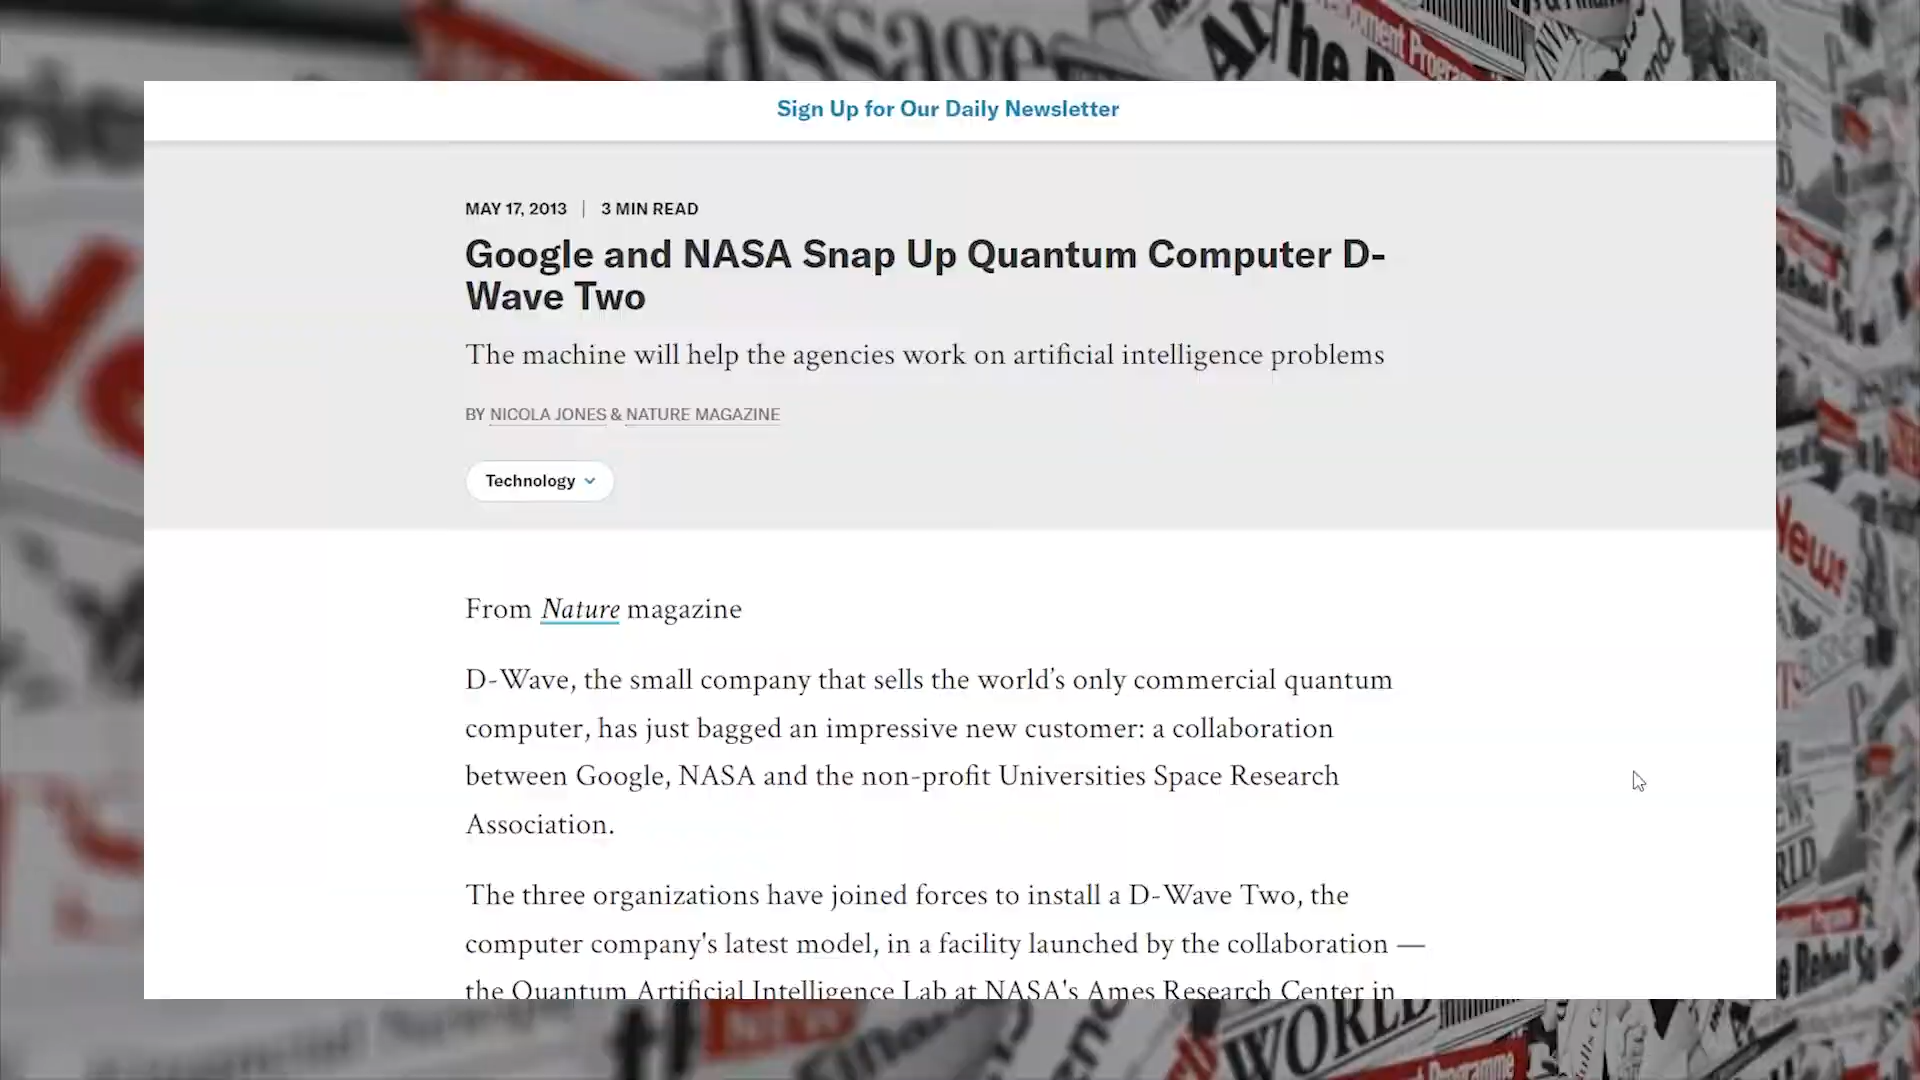 Sign Up for Our Daily Newsletter
MAY 17, 2013 | 3 MIN READ
Google and NASA Snap Up Quantum Computer D-
Wave Two
The machine will help the agencies work on artificial intelligence problems
BY NICOLA JONES & NATURE MAGAZINE
Technology
From Nature magazine
D-Wave, the small company that sells the world’s only commercial quantum
computer, has just bagged an impressive new customer: a collaboration
between Google, NASA and the non-profit Universities Space Research
Association.
The three organizations have joined forces to install a D-Wave Two, the
computer company's latest model, in a facility launched by the collaboration —
the Quantum Artificial Intelligence Lab at NASA's Ames Research Center in
News
WORLD